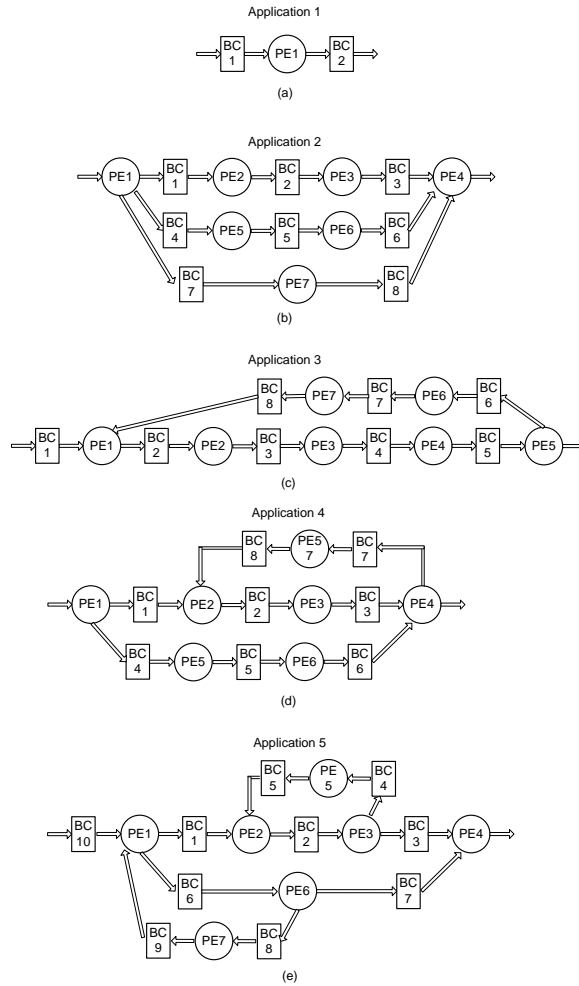 Application 1
BC 1 PE1 BC 2
(a)
Application 2
PE1 BC 1 PE2 BC 2 PE3 BC 3 PE4
BC 4 PE5 BC 5 PE6 BC 6
BC 7 PE7 BC 8
(b)
Application 3
BC 8 PE7 BC 7 PE6 BC 6
BC 1 PE1 BC 2 PE2 BC 3 PE3 BC 4 PE4 BC 5 PE5
(c)
Application 4
BC 8 PE5 7 BC 7
PE1 BC 1 PE2 BC 2 PE3 BC 3 PE4
BC 4 PE5 BC 5 PE6 BC 6
(d)
Application 5
BC 5 PE 5 BC 4
BC 10 PE1 BC 1 PE2 BC 2 PE3 BC 3 PE4
BC 6 PE6 BC 7
BC 9 PE7 BC 8
(e)